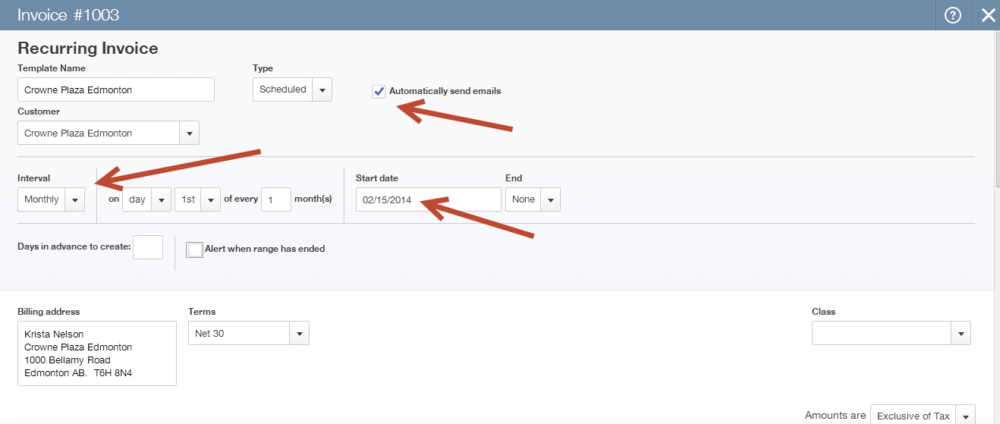 Invoice #1003
?
Recurring Invoice
Template Name
Type
Crowne Plaza Edmonton
Scheduled
Automatically send emails
Customer
Crowne Plaza Edmonton
Interval
Start date
End
Monthly
on day 1st of every 1 month(s)
02/15/2014
None
Days in advance to create:
Alert when range has ended
Billing address
Terms
Class
Krista Nelson
Crowne Plaza Edmonton
1000 Bellamy Road
Edmonton AB. T6H 8N4
Net 30
Amounts are Exclusive of Tax